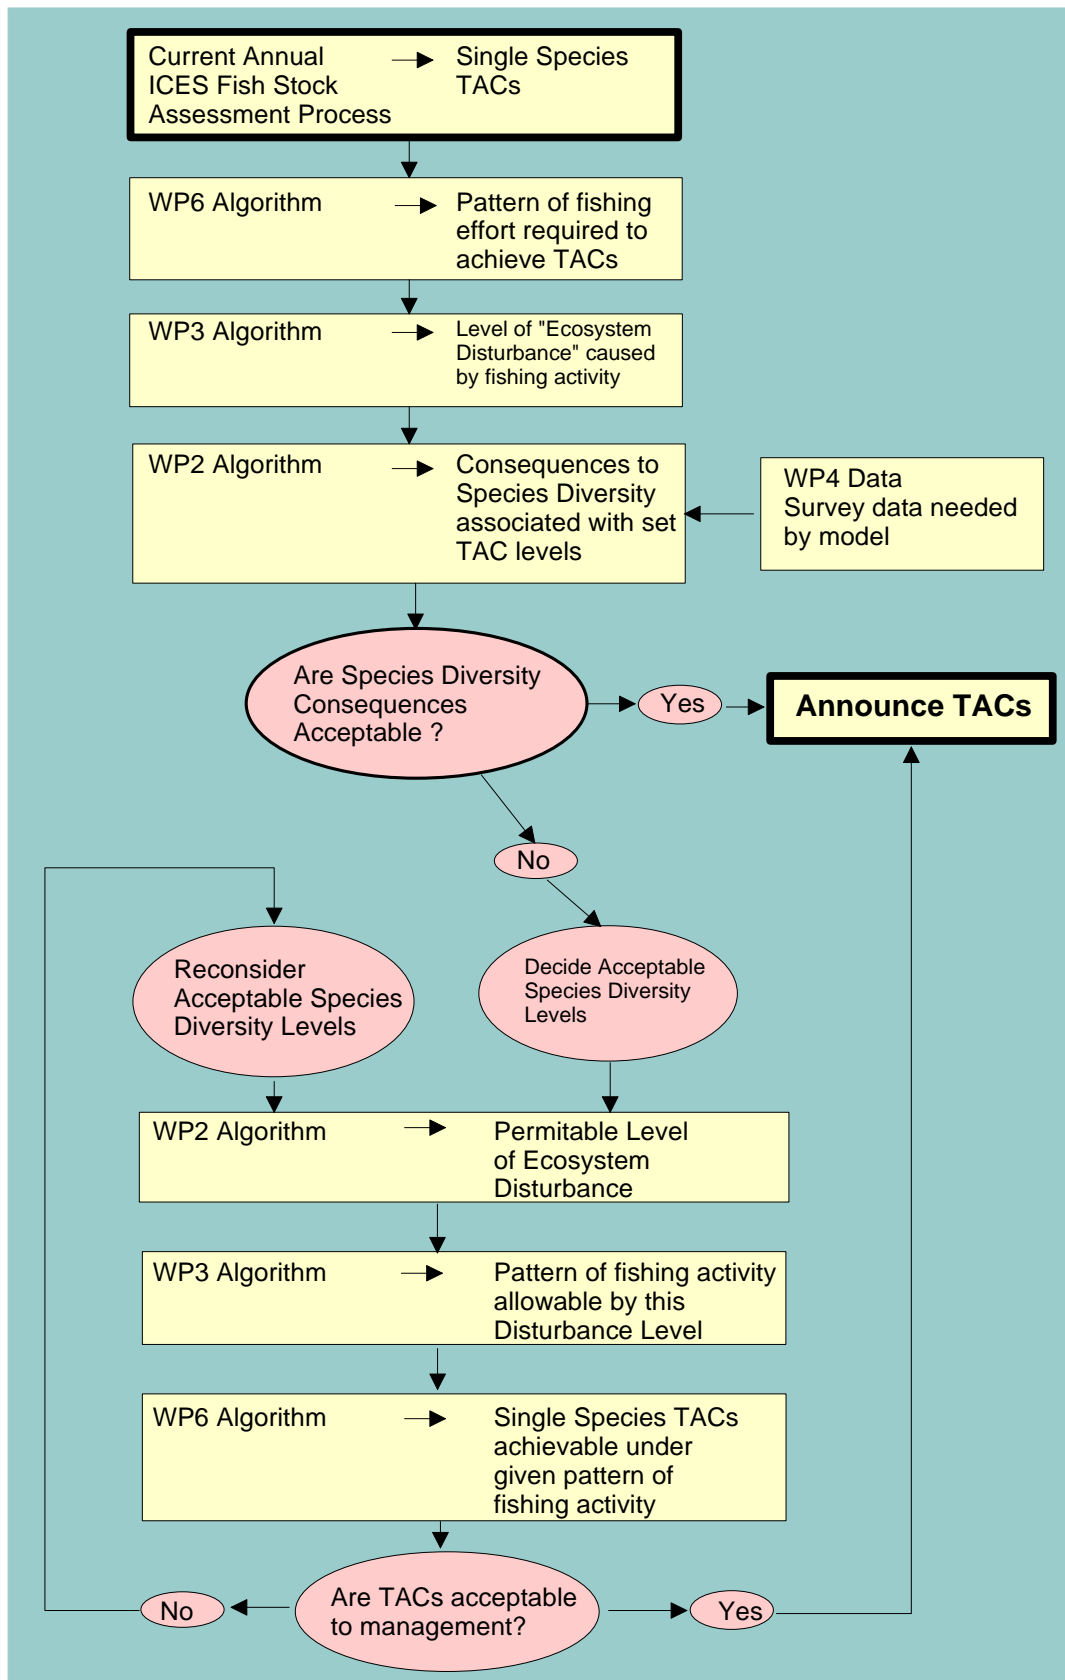 Current Annual
ICES Fish Stock
Assessment Process
Single Species
TACs
WP6 Algorithm
Pattern of fishing
effort required to
achieve TACs
WP3 Algorithm
Level of "Ecosystem
Disturbance" caused
by fishing activity
WP2 Algorithm
Consequences to
Species Diversity
associated with set
TAC levels
WP4 Data
Survey data needed
by model
Are Species Diversity
Consequences
Acceptable ?
Yes
Announce TACs
No
Reconsider
Acceptable Species
Diversity Levels
Decide Acceptable
Species Diversity
Levels
WP2 Algorithm
Permitable Level
of Ecosystem
Disturbance
WP3 Algorithm
Pattern of fishing activity
allowable by this
Disturbance Level
WP6 Algorithm
Single Species TACs
achievable under
given pattern of
fishing activity
Are TACs acceptable
to management?
No
Yes